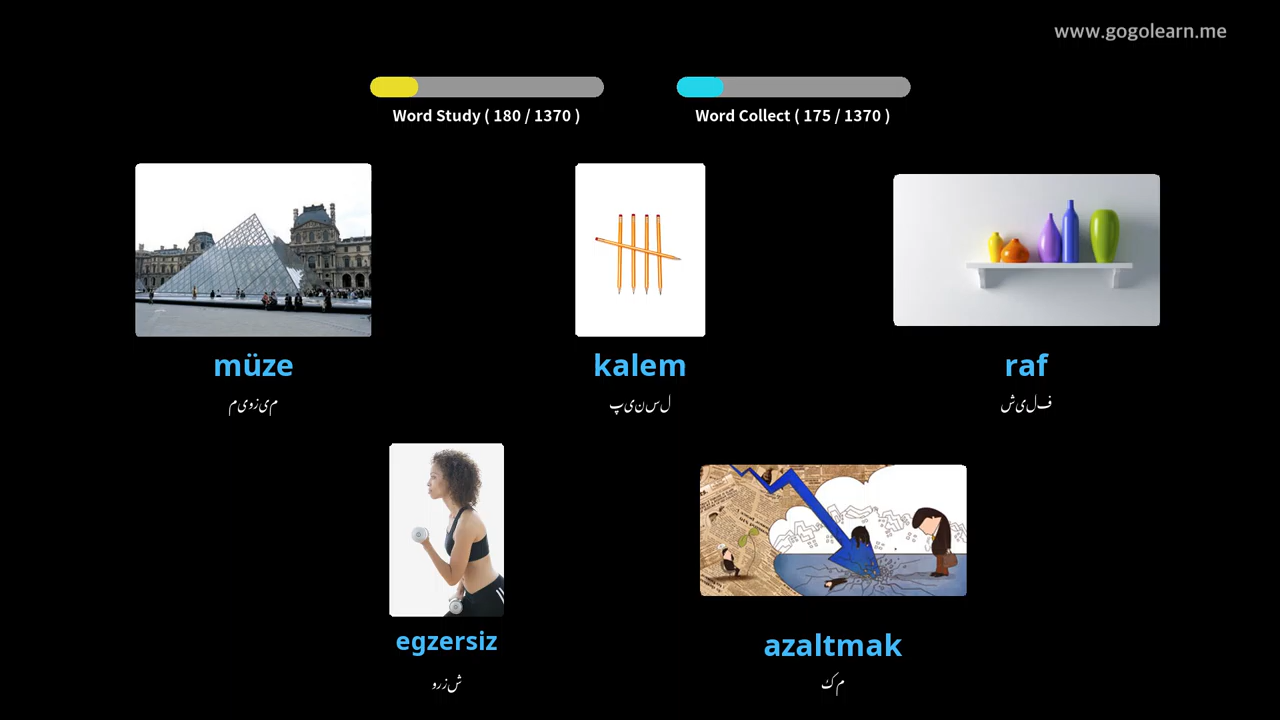 www.gogolearn.me
Word Study ( 180 / 1370 )
Word Collect ( 175 / 1370 )
müze
kalem
raf
میوزیم
پینسل
شیلف
egzersiz
azaltmak
ورزش
کم